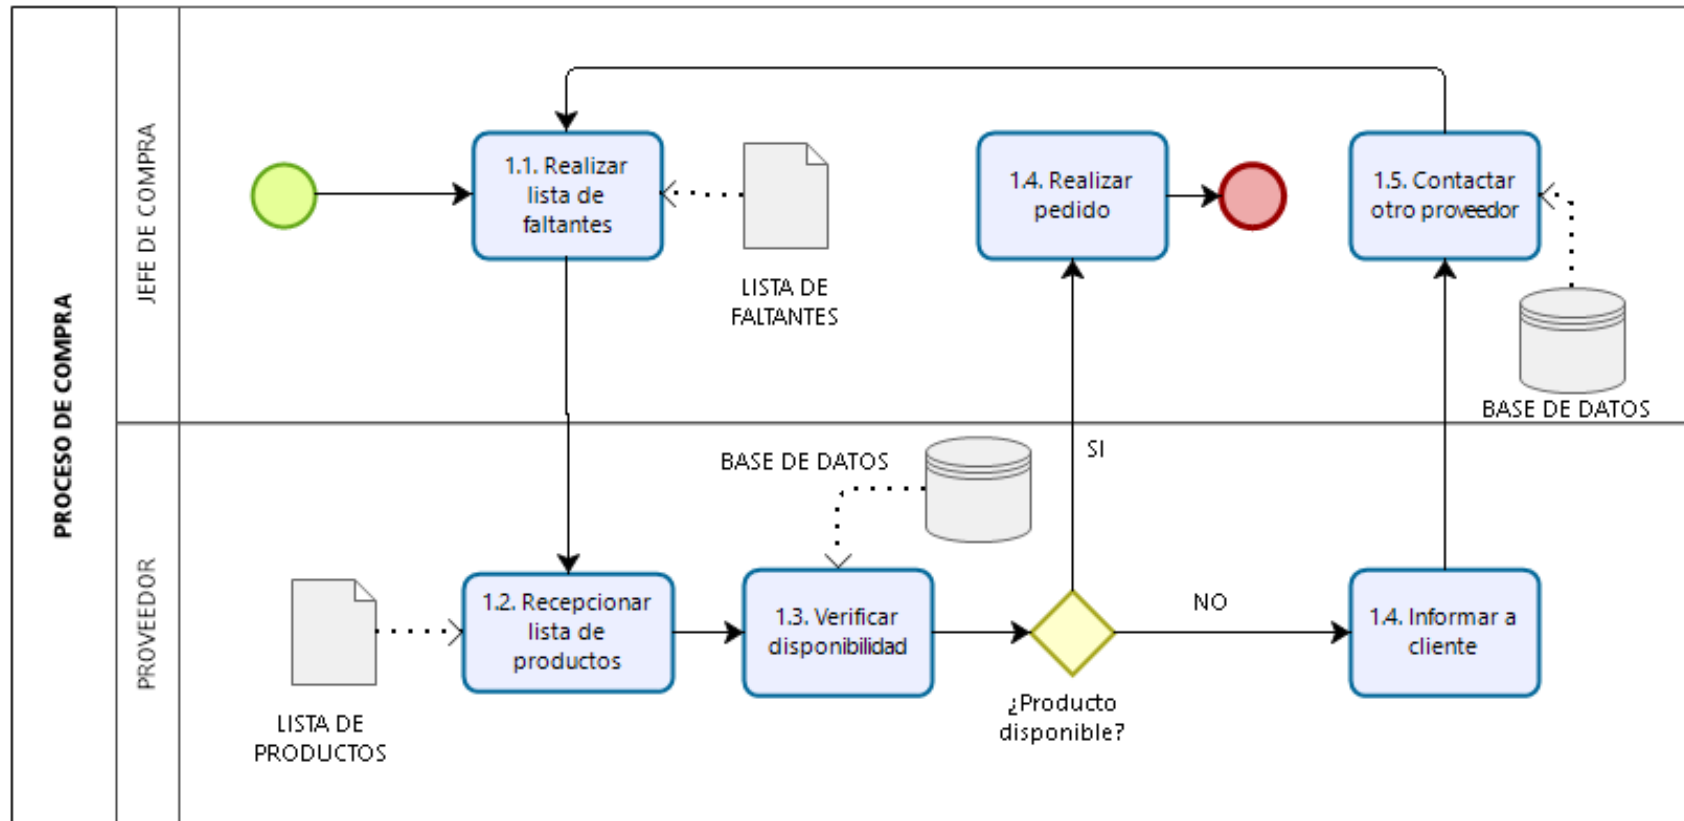 PROCESO DE COMPRA
JEFE DE COMPRA
1.1. Realizar
lista de
faltantes
LISTA DE
FALTANTES
1.4. Realizar
pedido
1.5. Contactar
otro proveedor
BASE DE DATOS
PROVEEDOR
LISTA DE
PRODUCTOS
1.2. Recepcionar
lista de
productos
BASE DE DATOS
1.3. Verificar
disponibilidad
¿Producto
disponible?
SI
NO
1.4. Informar a
cliente